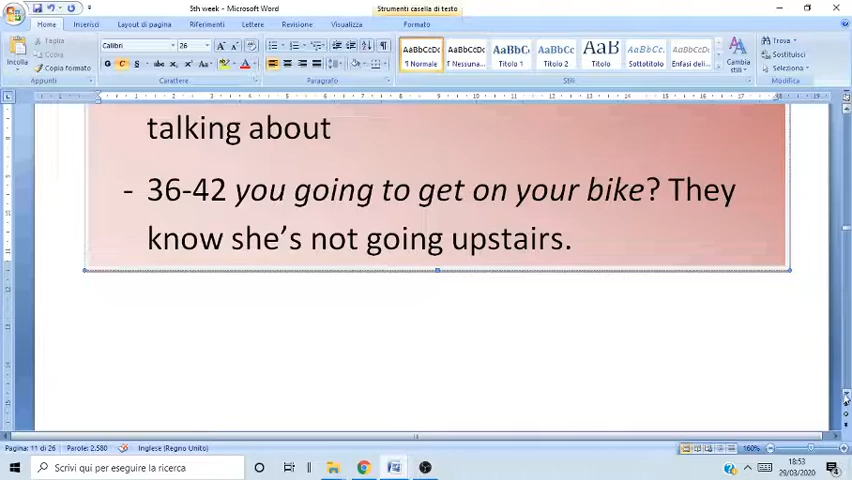 5th week - Microsoft Word
Strumenti casella di testo
Home
Inserisci
Layout di pagina
Riferimenti
Lettere
Revisione
Visualizza
Formato
Incolla
Taglia
Copia
Copia formato
Appunti
Calibri
26
Carattere
Paragrafo
AaBbCcDc
¶ Normale
AaBbCcDc
¶ Nessuna...
AaBbC
Titolo 1
AaBbCc
Titolo 2
AaB
Titolo
AaBbCc.
Sottotitolo
AaBbCcDc
Enfasi deli...
Stili
Cambia
stili
Trova
Sostituisci
Seleziona
Modifica
talking about
- 36-42 you going to get on your bike? They
know she's not going upstairs.
Pagina: 11 di 26
Parole: 2.580
Inglese (Regno Unito)
160%
Scrivi qui per eseguire la ricerca
18:53
29/03/2020